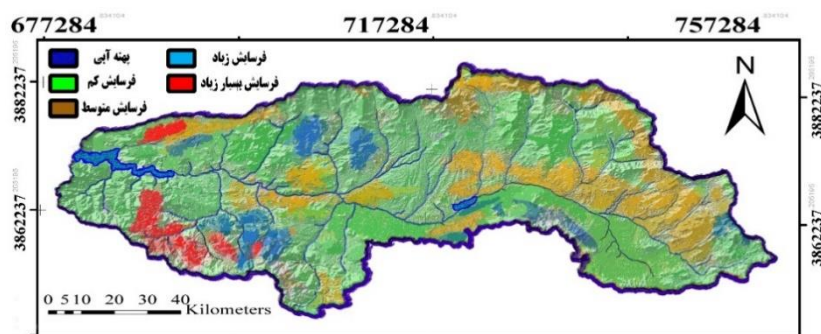 677284 717284 757284
پهنه آبی
فرسایش زیاد
فرسایش کم
فرسایش بسیار زیاد
فرسایش متوسط
N
3882237
3882237
3862237
3862237
0 5 10 20 30 40
Kilometers